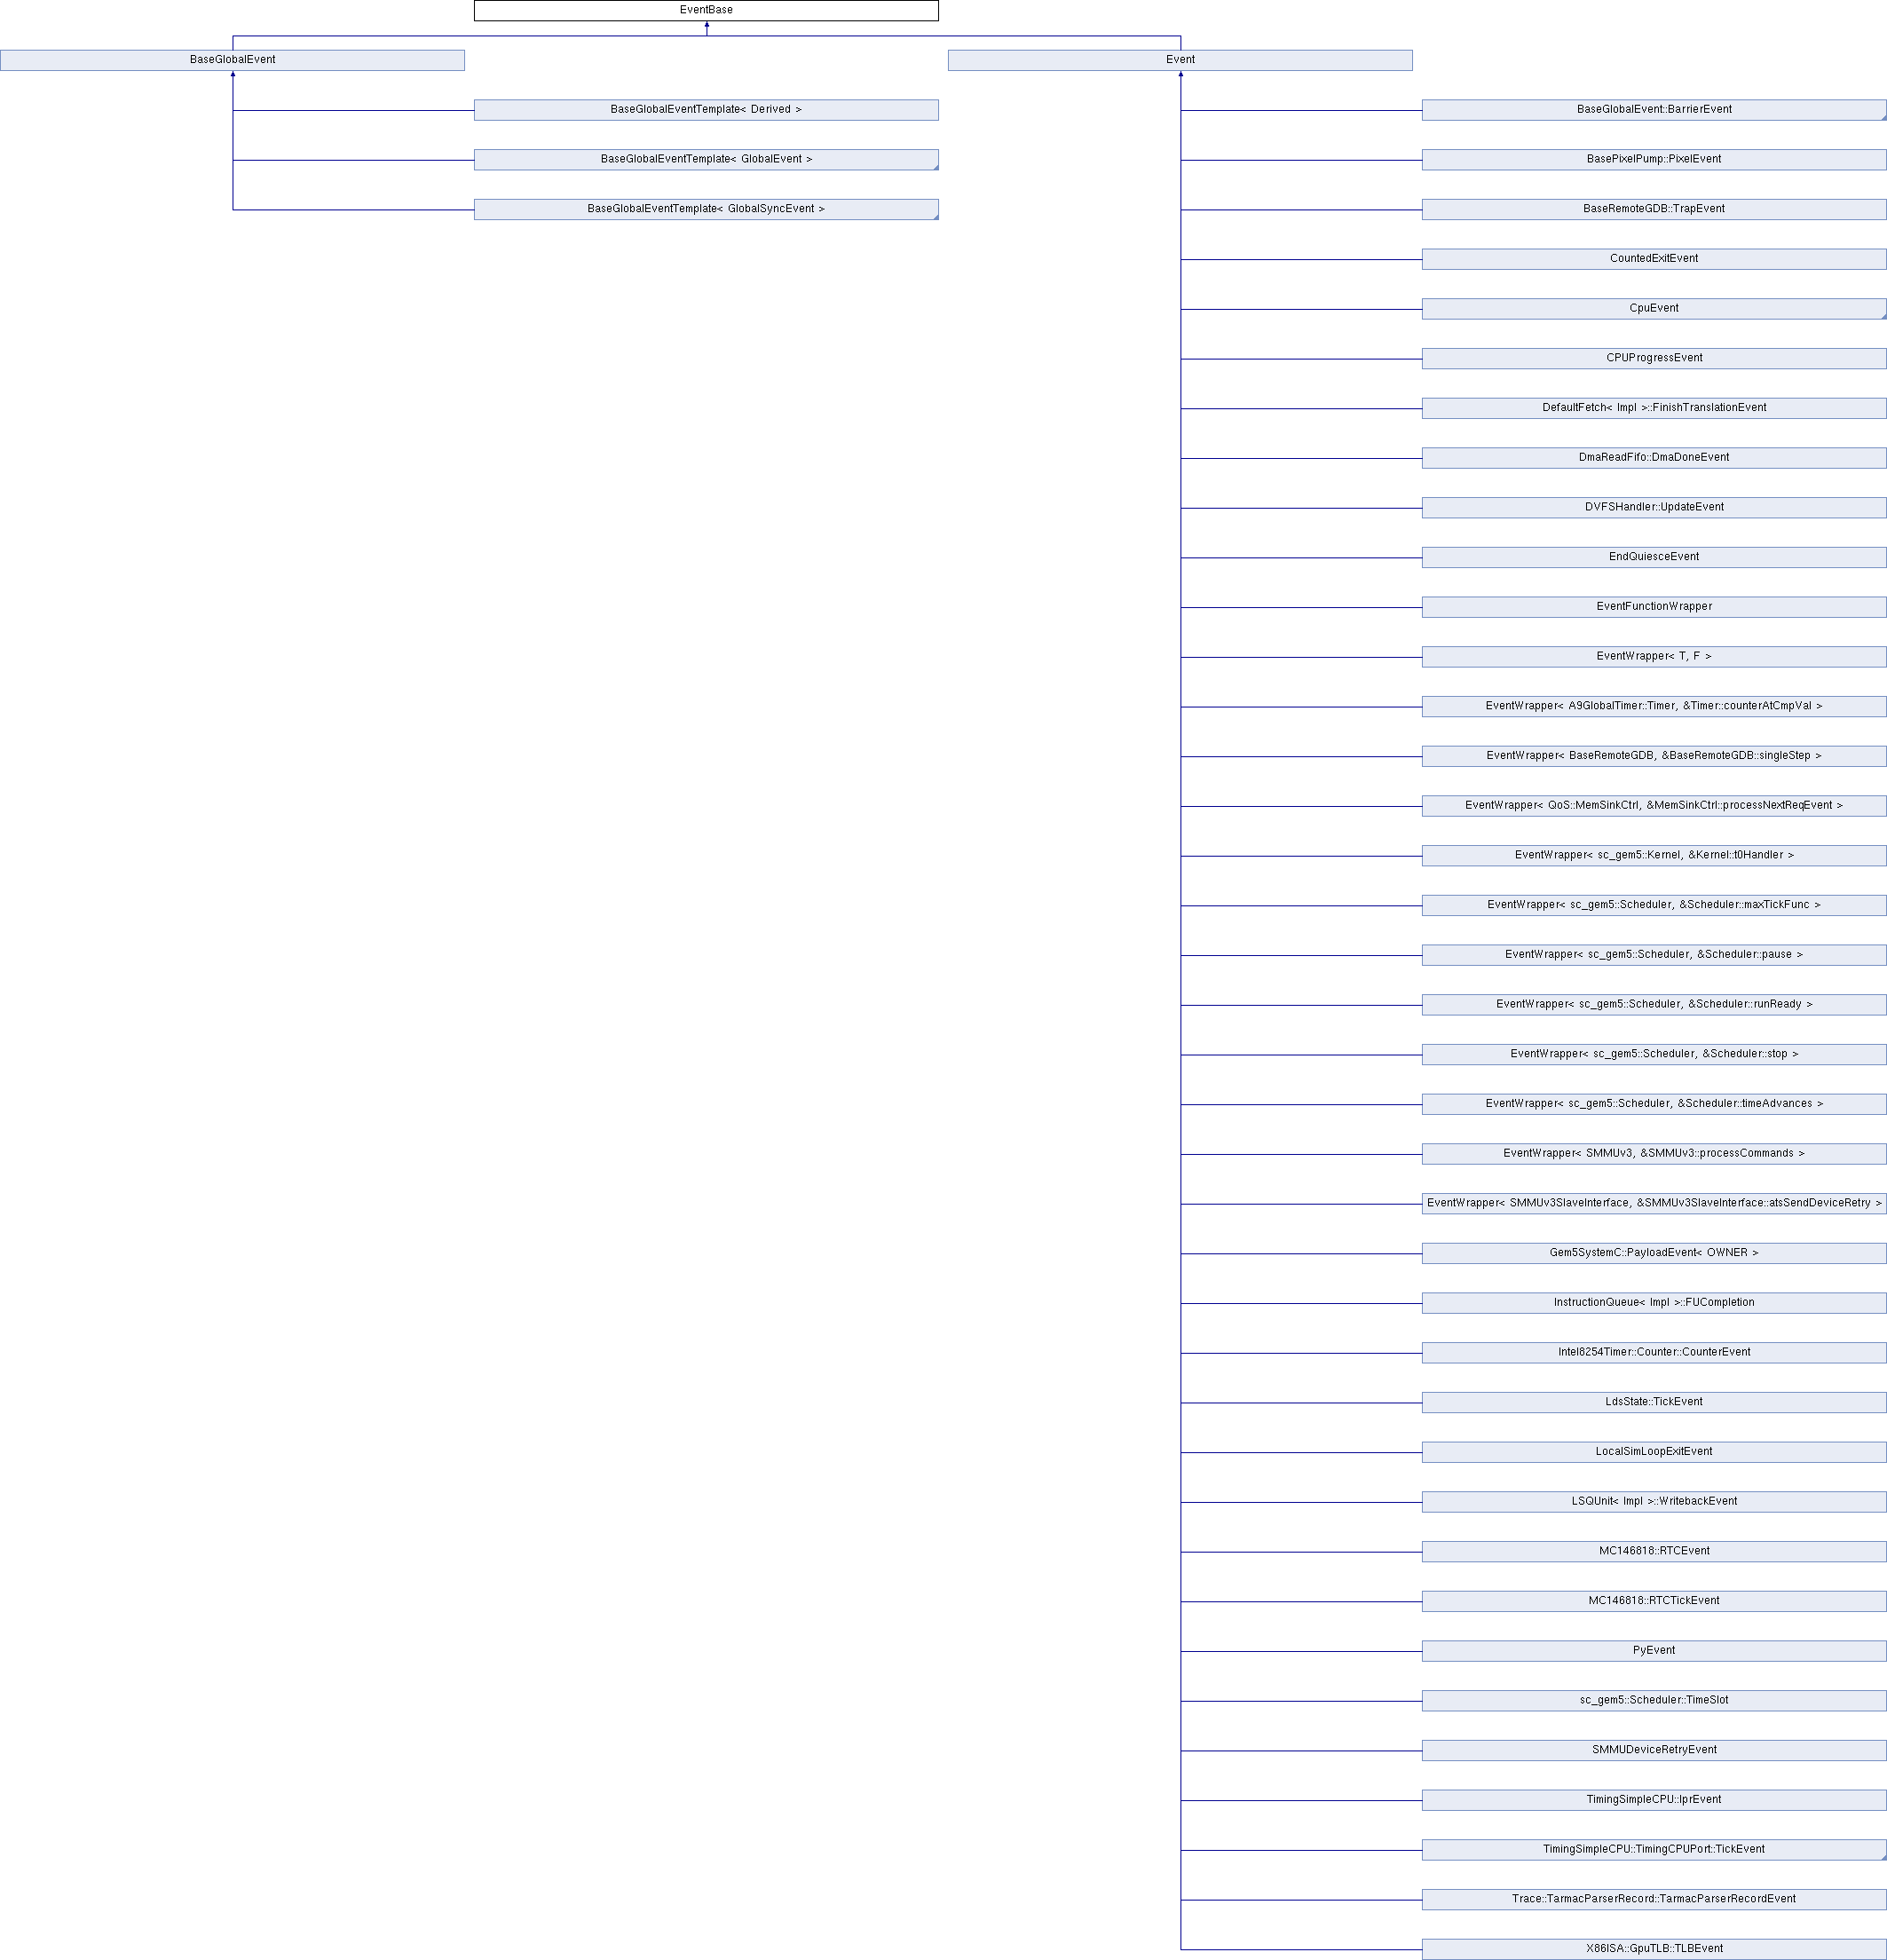 EventBase
BaseGlobalEvent
Event
BaseGlobalEventTemplate< Derived >
BaseGlobalEvent::BarrierEvent
BaseGlobalEventTemplate< GlobalEvent >
BasePixelPump::PixelEvent
BaseGlobalEventTemplate< GlobalSyncEvent >
BaseRemoteGDB::TrapEvent
CountedExitEvent
CpuEvent
CPUProgressEvent
DefaultFetch< Impl >::FinishTranslationEvent
DmaReadFifo::DmaDoneEvent
DVFSHandler::UpdateEvent
EndQuiesceEvent
EventFunctionWrapper
EventWrapper< T, F >
EventWrapper< A9GlobalTimer::Timer, &Timer::counterAtCmpVal >
EventWrapper< BaseRemoteGDB, &BaseRemoteGDB::singleStep >
EventWrapper< QoS::MemSinkCtrl, &MemSinkCtrl::processNextReqEvent >
EventWrapper< sc_gem5::Kernel, &Kernel::t0Handler >
EventWrapper< sc_gem5::Scheduler, &Scheduler::maxTickFunc >
EventWrapper< sc_gem5::Scheduler, &Scheduler::pause >
EventWrapper< sc_gem5::Scheduler, &Scheduler::runReady >
EventWrapper< sc_gem5::Scheduler, &Scheduler::stop >
EventWrapper< sc_gem5::Scheduler, &Scheduler::timeAdvances >
EventWrapper< SMMUv3, &SMMUv3::processCommands >
EventWrapper< SMMUv3SlaveInterface, &SMMUv3SlaveInterface::atsSendDeviceRetry >
Gem5SystemC::PayloadEvent< OWNER >
InstructionQueue< Impl >::FUCompletion
Intel8254Timer::Counter::CounterEvent
LdsState::TickEvent
LocalSimLoopExitEvent
LSQUnit< Impl >::WritebackEvent
MC146818::RTCEvent
MC146818::RTCTickEvent
PyEvent
sc_gem5::Scheduler::TimeSlot
SMMUDeviceRetryEvent
TimingSimpleCPU::IprEvent
TimingSimpleCPU::TimingCPUPort::TickEvent
Trace::TarmacParserRecord::TarmacParserRecordEvent
X86ISA::GpuTLB::TLBEvent